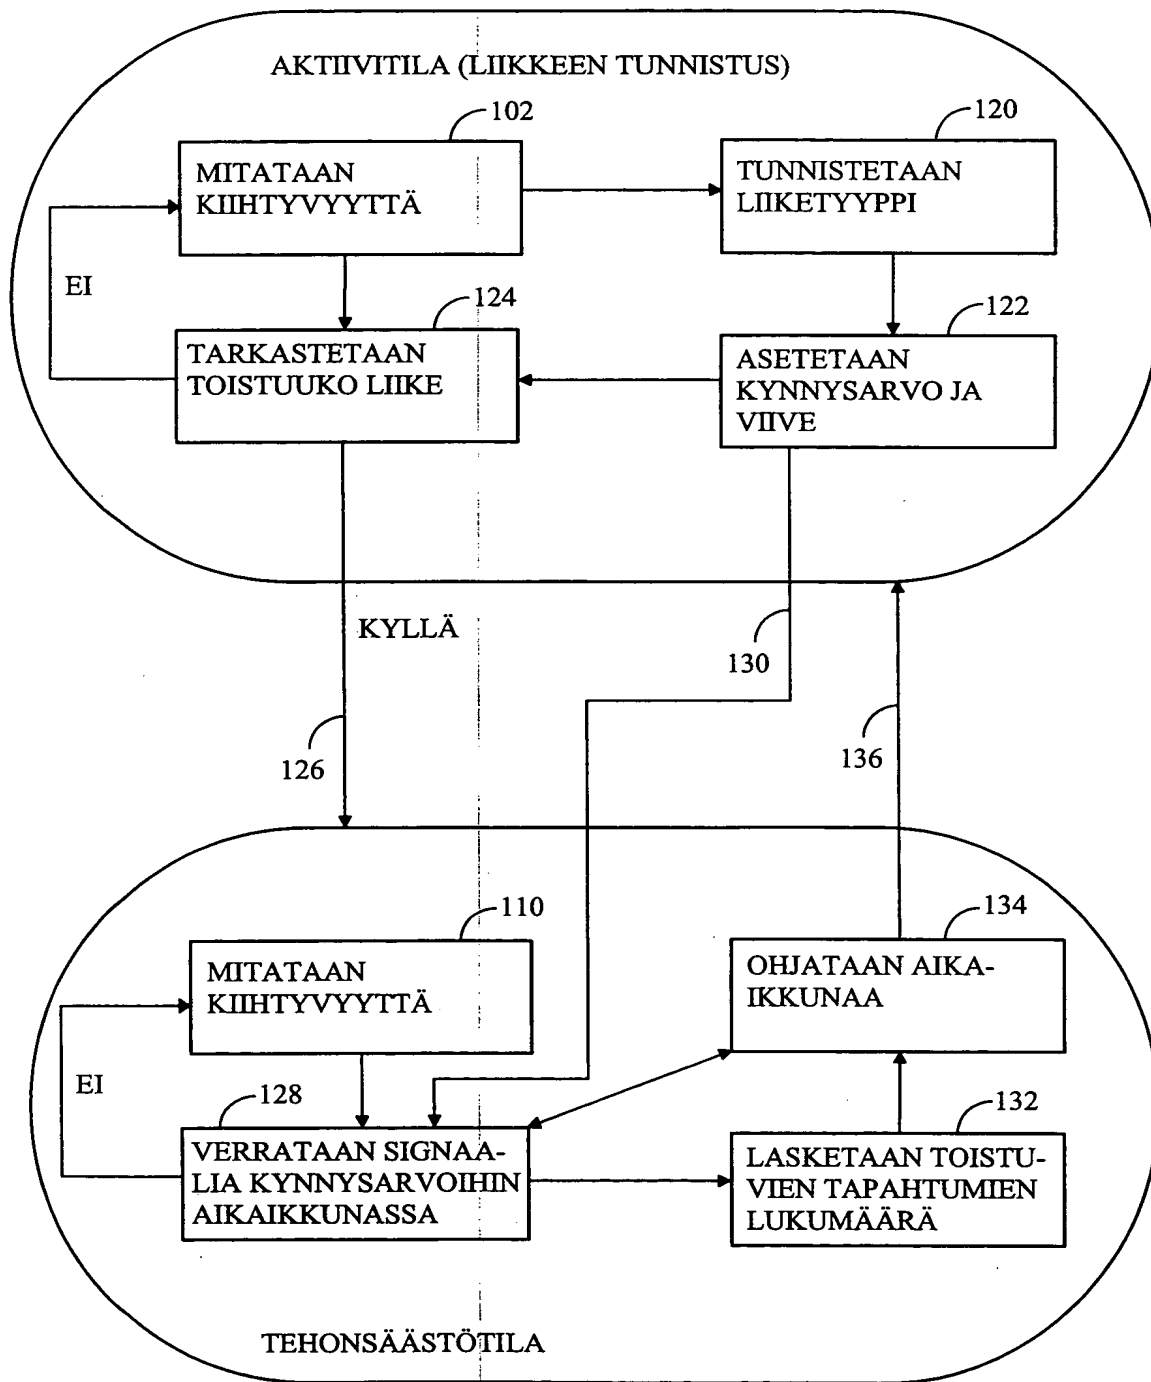 AKTIIVITILA (LIIKKEEN TUNNISTUS)
102
120
MITATAAN
KIIHTYVYYTTÄ
TUNNISTETAAN
LIIKETYYPPI
EI
124
122
TARKASTETAAN
TOISTUUKO LIIKE
ASETETAAN
KYNNYSARVO JA
VIIVE
KYLLÄ
130
126
136
110
134
MITATAAN
KIIHTYVYYTTÄ
OHJATAAN AIKA-
IKKUNAA
EI
128
132
VERRATAAN SIGNAA-
LIA KYNNYSARVOIHIN
AIKAIKKUNASSA
LASKETAAN TOISTU-
VIEN TAPAHTUMIEN
LUKUMÄÄRÄ
TEHONSÄÄSTÖTILA